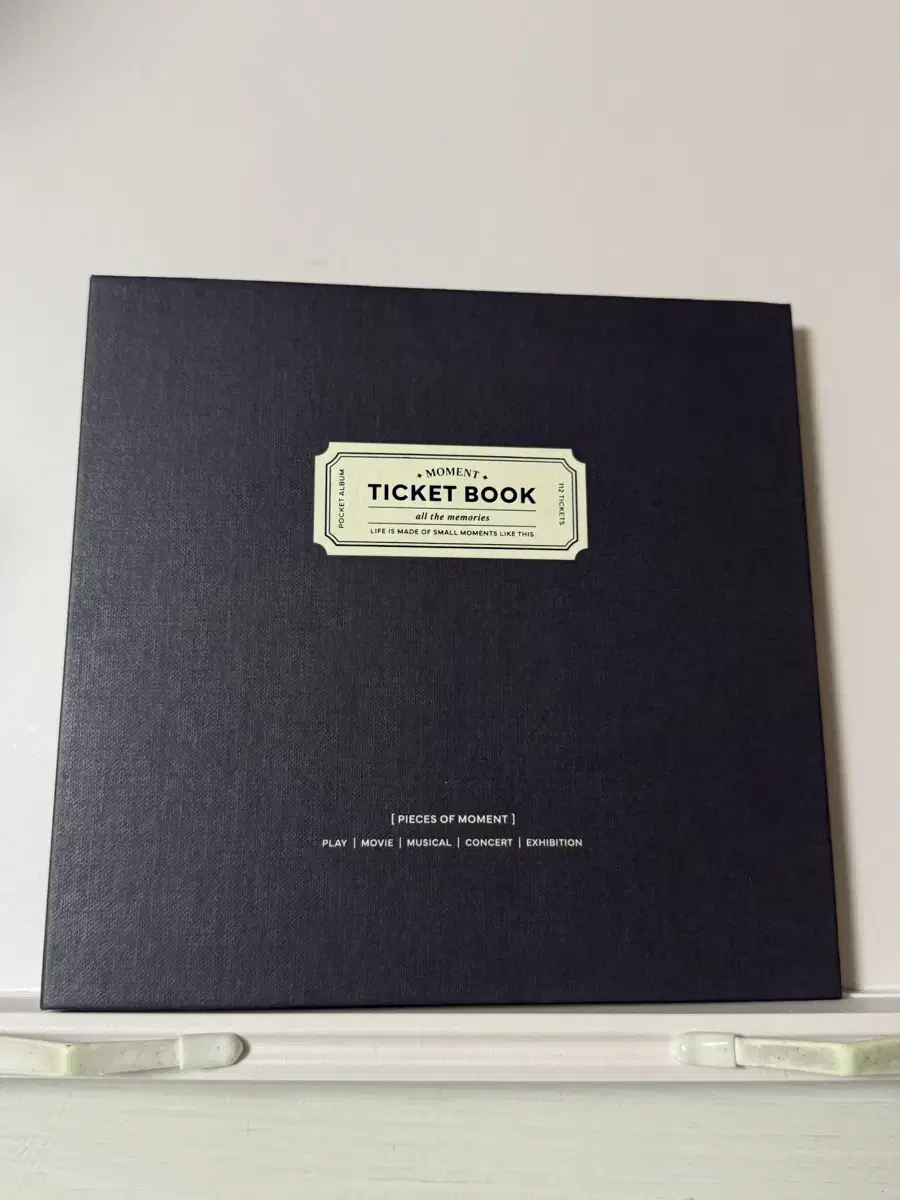 POCKET ALBUM
MOMENT
TICKET BOOK
all the memories
LIFE IS MADE OF SMALL MOMENTS LIKE THIS
112 TICKETS
[ PIECES OF MOMENT ]
PLAY | MOVIE | MUSICAL | CONCERT | EXHIBITION